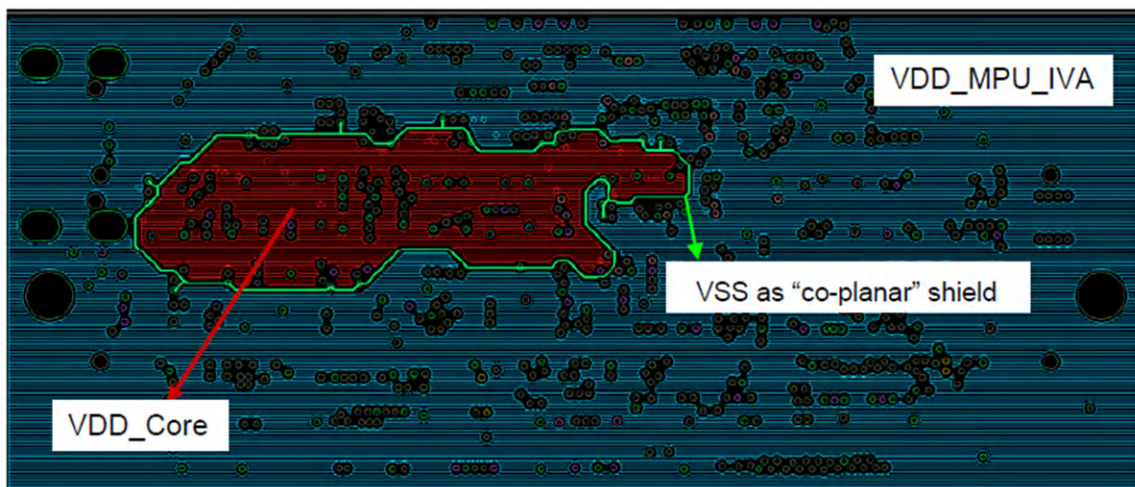 VDD_MPU_IVA
VSS as “co-planar” shield
VDD_Core